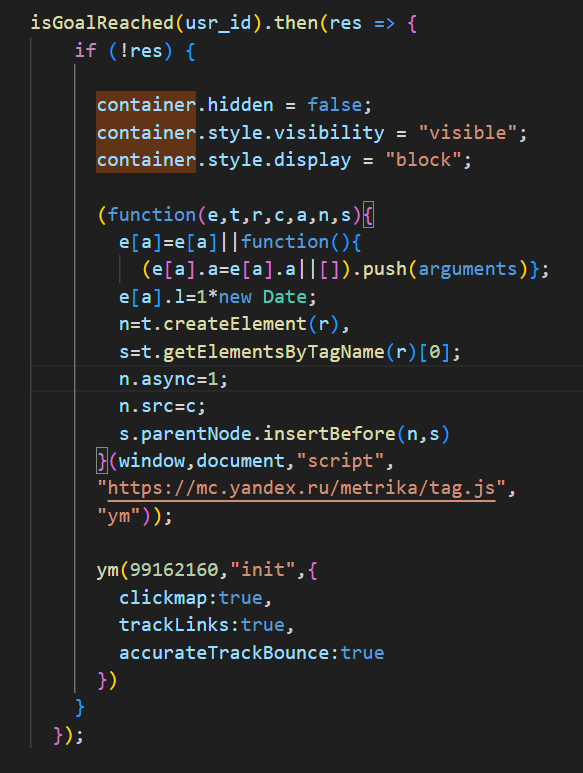 isGoalReached(usr_id).then(res => {
if (!res) {
container.hidden = false;
container.style.visibility = "visible";
container.style.display = "block";
(function(e,t,r,c,a,n,s){
e[a]=e[a]||function(){
(e[a].a=e[a].a||[]).push(arguments)};
e[a].l=1*new Date;
n=t.createElement(r),
s=t.getElementsByTagName(r)[0];
n.async=1;
n.src=c;
s.parentNode.insertBefore(n,s)
}(window,document,"script",
"https://mc.yandex.ru/metrika/tag.js",
"ym"));
ym(99162160,"init",{
clickmap:true,
trackLinks:true,
accurateTrackBounce:true
})
}
});